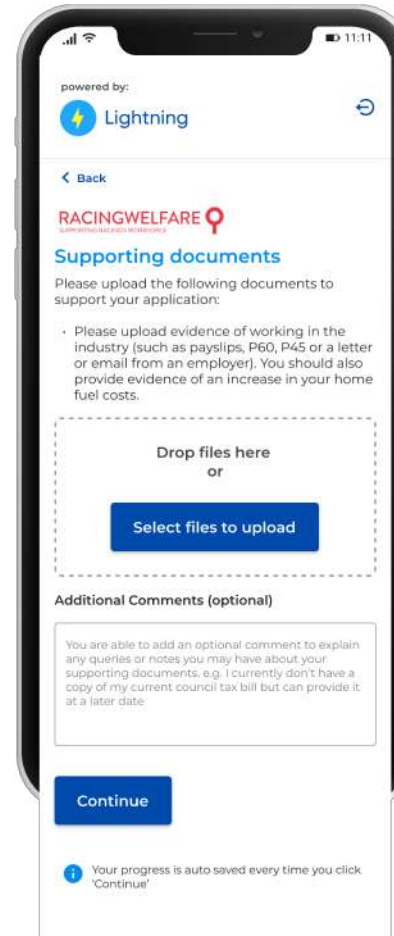 11:11
powered by:
Lightning
Back
RACINGWELFARE
SUPPORTING RACING'S WORKFORCE
Supporting documents
Please upload the following documents to
support your application:
• Please upload evidence of working in the
industry (such as payslips, P60, P45 or a letter
or email from an employer). You should also
provide evidence of an increase in your home
fuel costs.
Drop files here
or
Select files to upload
Additional Comments (optional)
You are able to add an optional comment to explain
any queries or notes you may have about your
supporting documents, e.g. I currently don't have a
copy of my current council tax bill but can provide it
at a later date
Continue
Your progress is auto saved every time you click
'Continue'